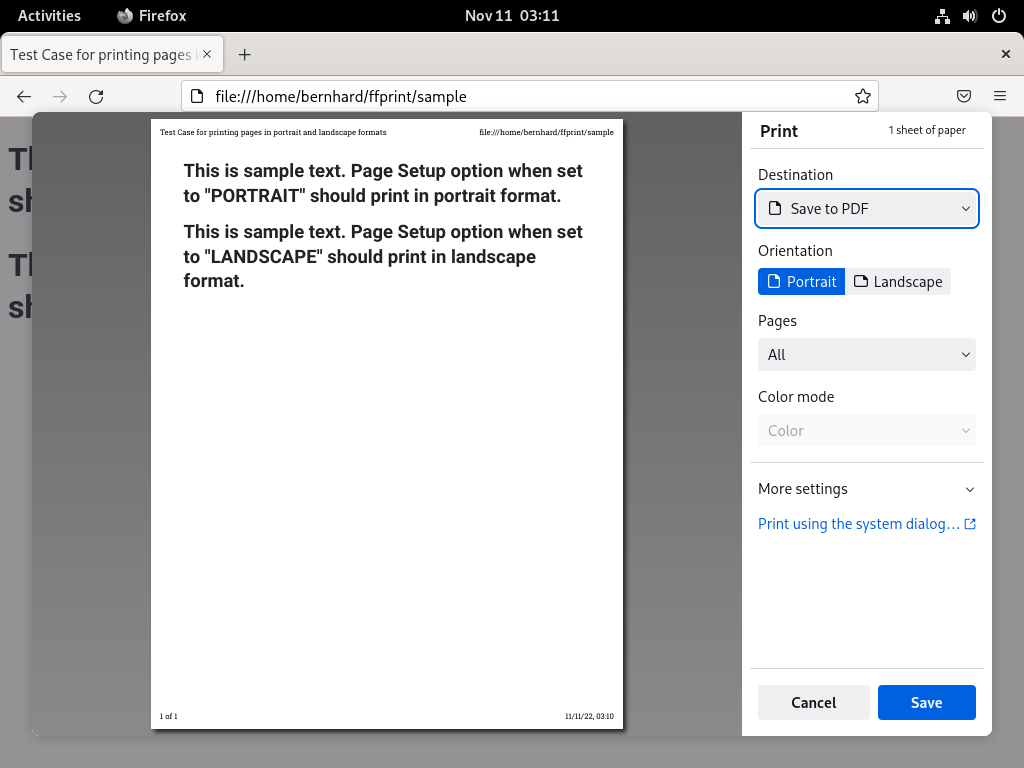 Activities Firefox Nov 11 03:11
Test Case for printing pages
file:///home/bernhard/ffprint/sample
Test Case for printing pages in portrait and landscape formats file:///home/bernhard/ffprint/sample
This is sample text. Page Setup option when set
to "PORTRAIT" should print in portrait format.
This is sample text. Page Setup option when set
to "LANDSCAPE" should print in landscape
format.
1 of 1 11/11/22, 03:10
Print 1 sheet of paper
Destination
Save to PDF
Orientation
Portrait Landscape
Pages
All
Color mode
Color
More settings
Print using the system dialog…
Cancel Save